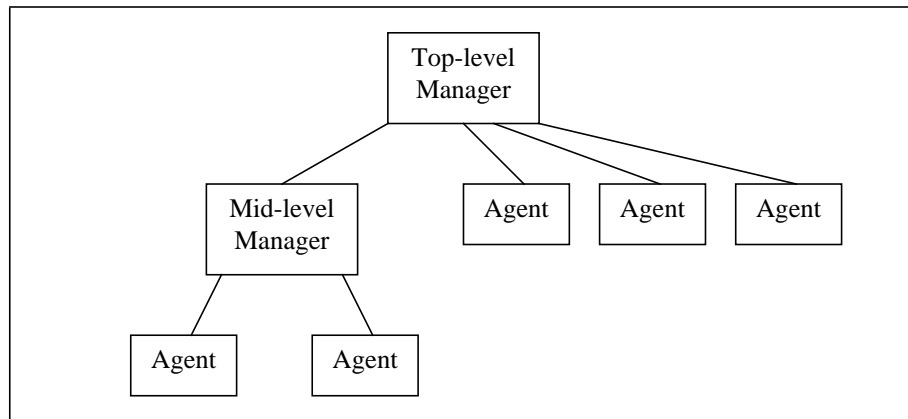 Top-level
Manager
Mid-level
Manager
Agent
Agent
Agent
Agent
Agent